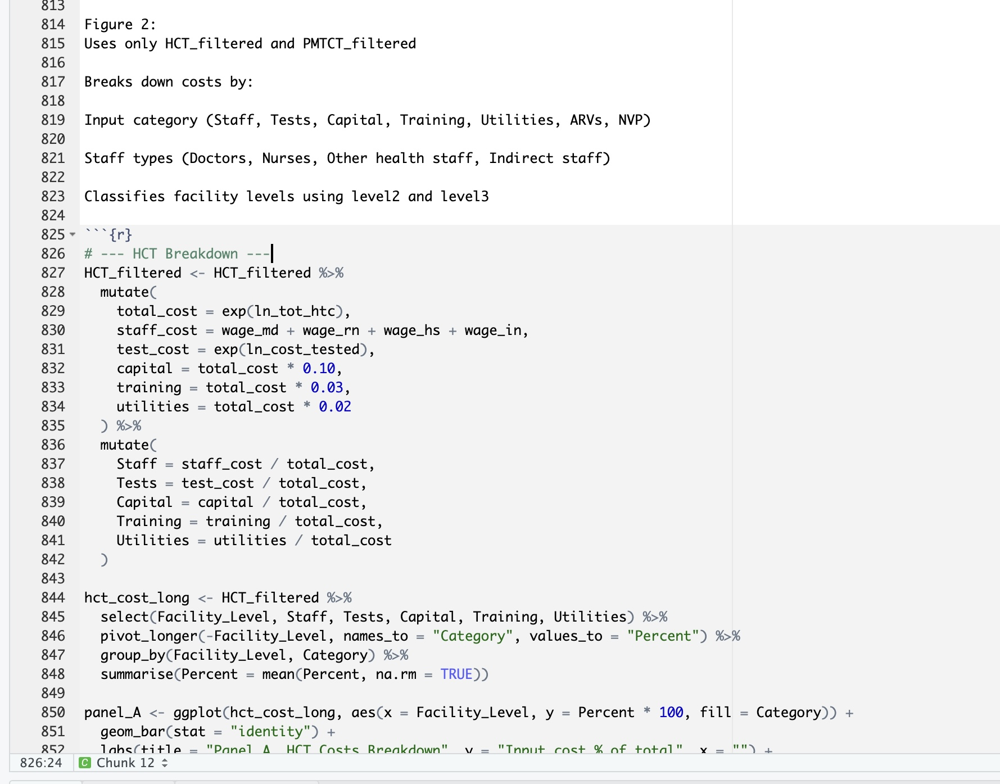 813
814 Figure 2:
815 Uses only HCT_filtered and PMTCT_filtered
816
817 Breaks down costs by:
818
819 Input category (Staff, Tests, Capital, Training, Utilities, ARVs, NVP)
820
821 Staff types (Doctors, Nurses, Other health staff, Indirect staff)
822
823 Classifies facility levels using level2 and level3
824
825 ```{r}
826 # --- HCT Breakdown ---
827 HCT_filtered <- HCT_filtered %>%
828   mutate(
829     total_cost = exp(ln_tot_htc),
830     staff_cost = wage_md + wage_rn + wage_hs + wage_in,
831     test_cost = exp(ln_cost_tested),
832     capital = total_cost * 0.10,
833     training = total_cost * 0.03,
834     utilities = total_cost * 0.02
835   ) %>%
836   mutate(
837     Staff = staff_cost / total_cost,
838     Tests = test_cost / total_cost,
839     Capital = capital / total_cost,
840     Training = training / total_cost,
841     Utilities = utilities / total_cost
842   )
843
844 hct_cost_long <- HCT_filtered %>%
845   select(Facility_Level, Staff, Tests, Capital, Training, Utilities) %>%
846   pivot_longer(-Facility_Level, names_to = "Category", values_to = "Percent") %>%
847   group_by(Facility_Level, Category) %>%
848   summarise(Percent = mean(Percent, na.rm = TRUE))
849
850 panel_A <- ggplot(hct_cost_long, aes(x = Facility_Level, y = Percent * 100, fill = Category)) +
851   geom_bar(stat = "identity") +
852   labs(title = "Panel A. HCT Costs Breakdown", y = "Input cost % of total", x = "") +
826:24 C Chunk 12